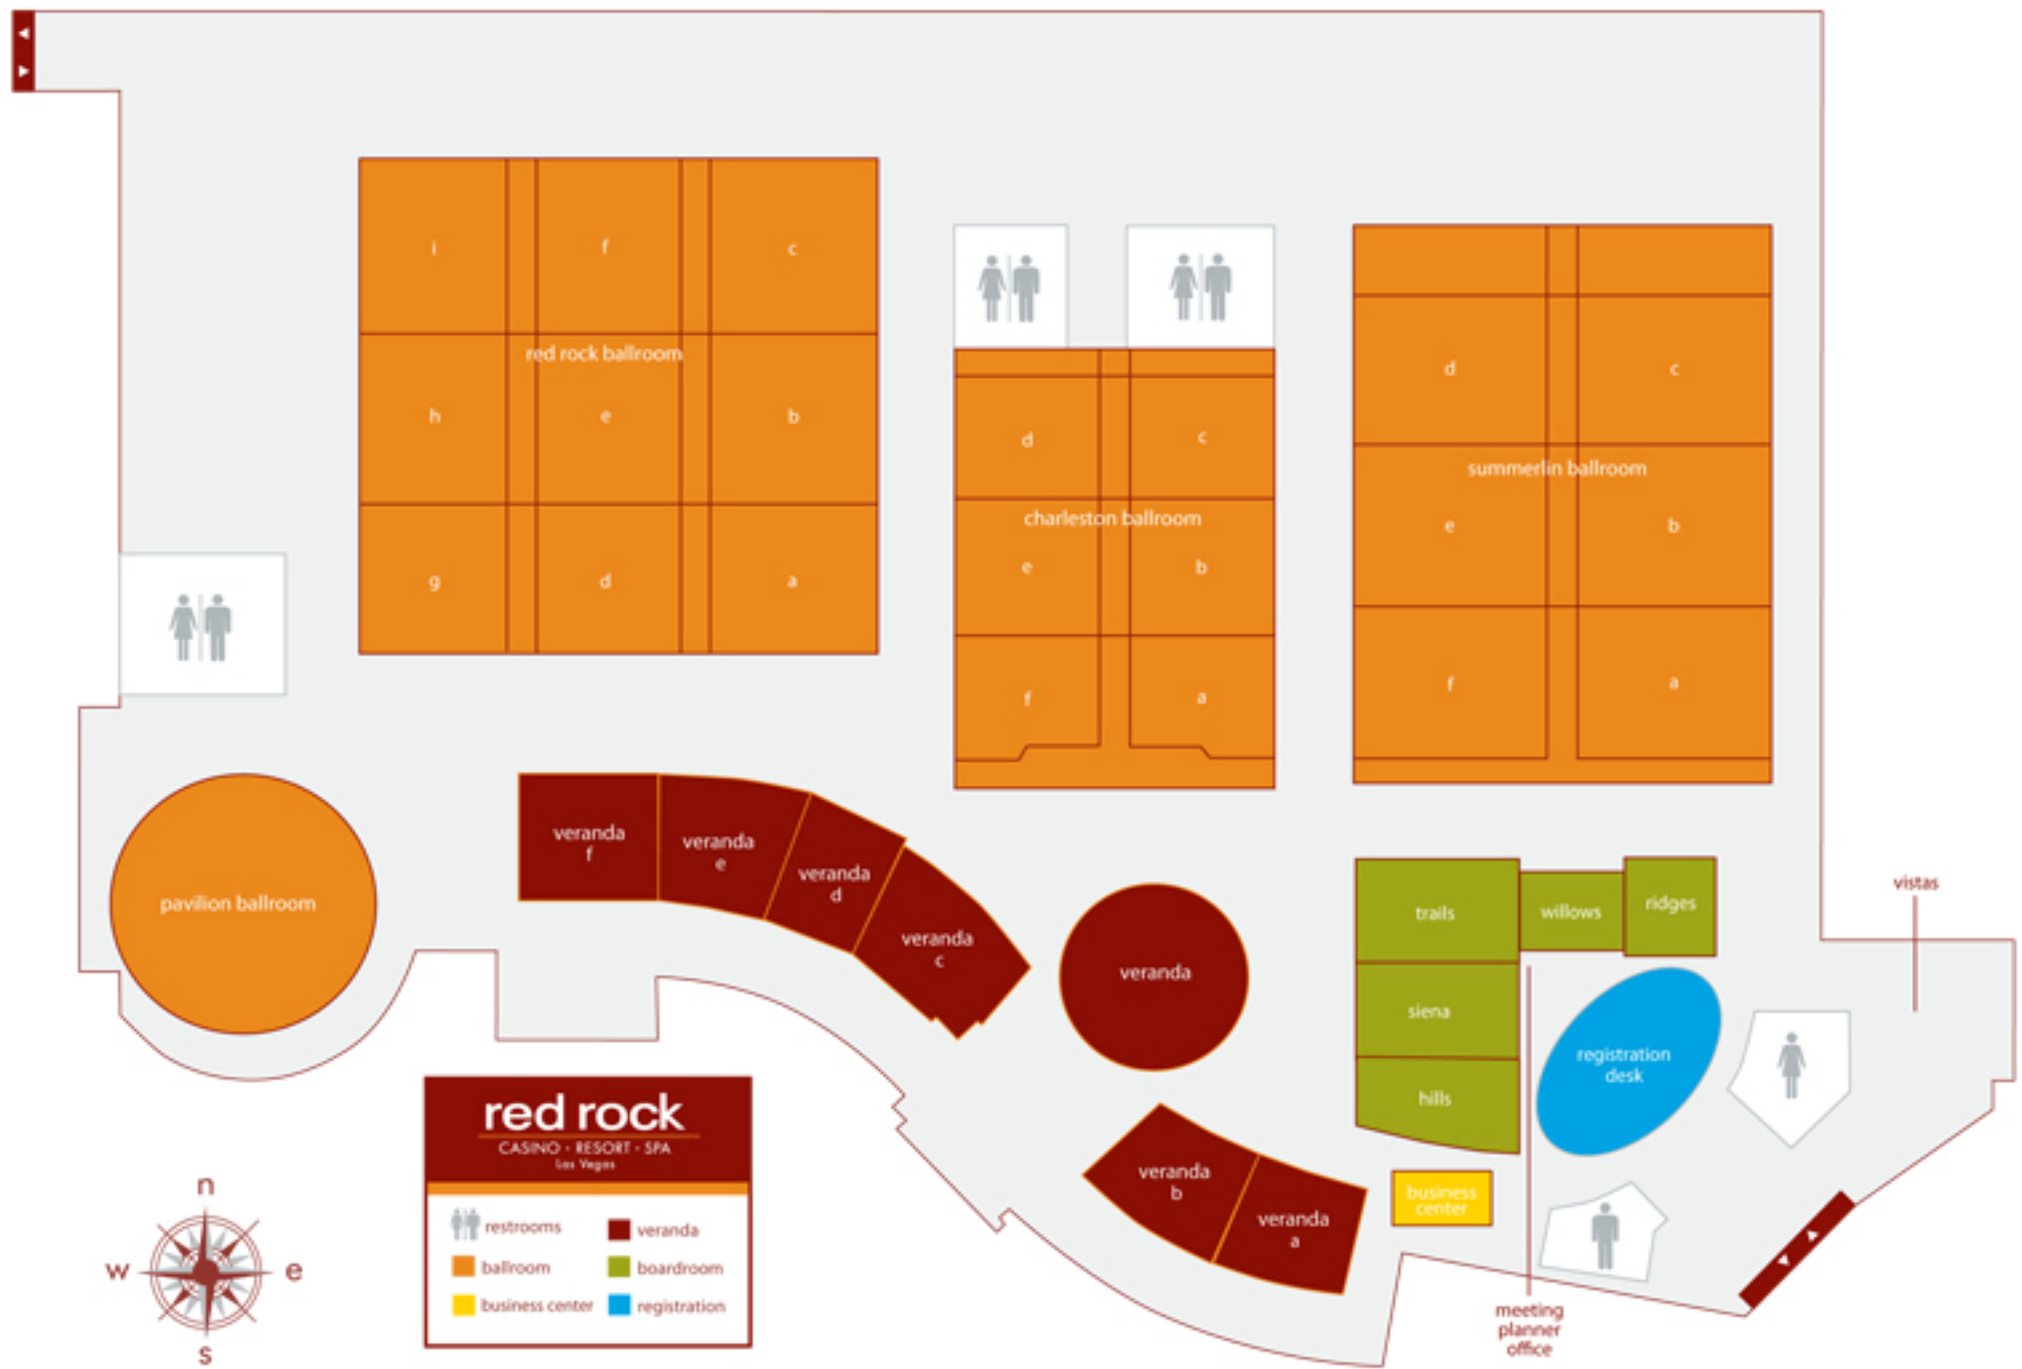 i
f
c
red rock ballroom
h
e
b
g
d
a
d
c
charleston ballroom
e
b
f
a
d
c
summerlin ballroom
e
b
f
a
pavilion ballroom
veranda
f
veranda
e
veranda
d
veranda
c
veranda
veranda
b
veranda
a
trails
willows
ridges
siena
hills
registration
desk
business
center
vistas
meeting
planner
office
red rock
CASINO · RESORT · SPA
Las Vegas
restrooms
veranda
ballroom
boardroom
business center
registration
n
w
e
s